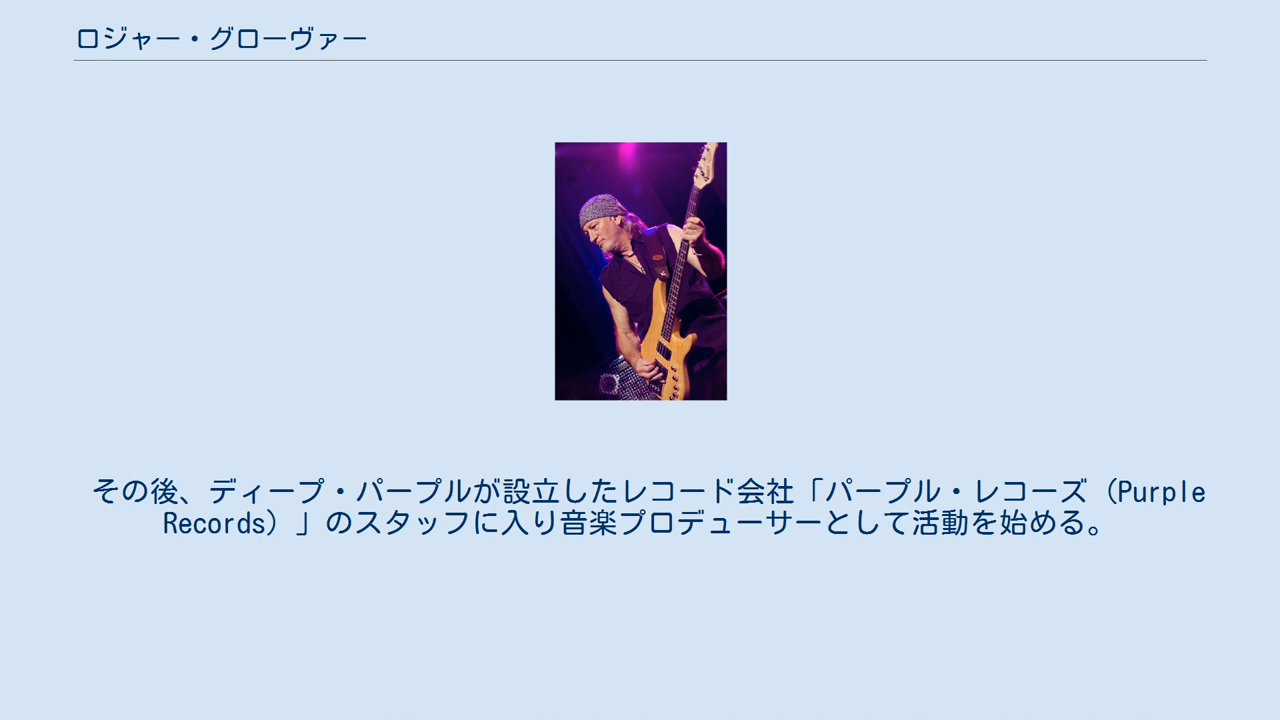 ロジャー・グローヴァー
その後、ディープ・パープルが設立したレコード会社「パープル・レコーズ（Purple
Records）」のスタッフに入り音楽プロデューサーとして活動を始める。